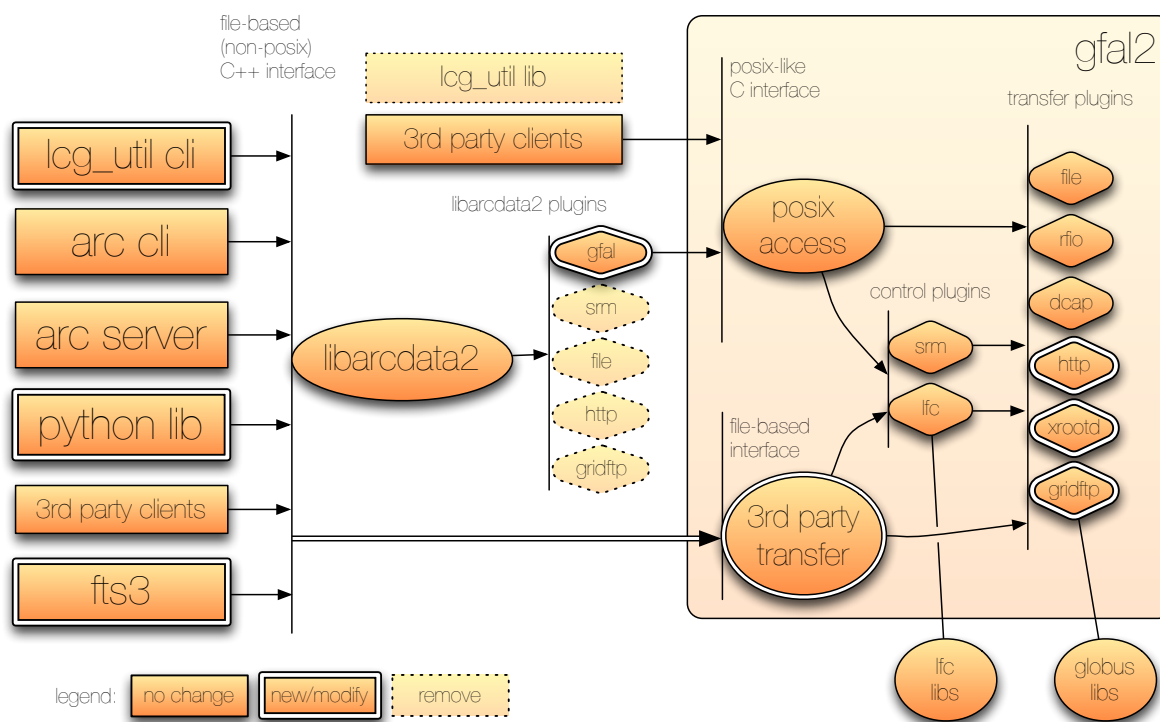 file-based
(non-posix)
C++ interface
lcg_util cli
arc cli
arc server
python lib
3rd party clients
fts3
lcg_util lib
3rd party clients
libarcdata2 plugins
libarcdata2
gfal
srm
file
http
gridftp
gfal2
posix-like
C interface
transfer plugins
posix
access
control plugins
srm
lfc
file-based
interface
3rd party
transfer
file
rfio
dcap
http
xrootd
gridftp
lfc
libs
globus
libs
legend:
no change
new/modify
remove